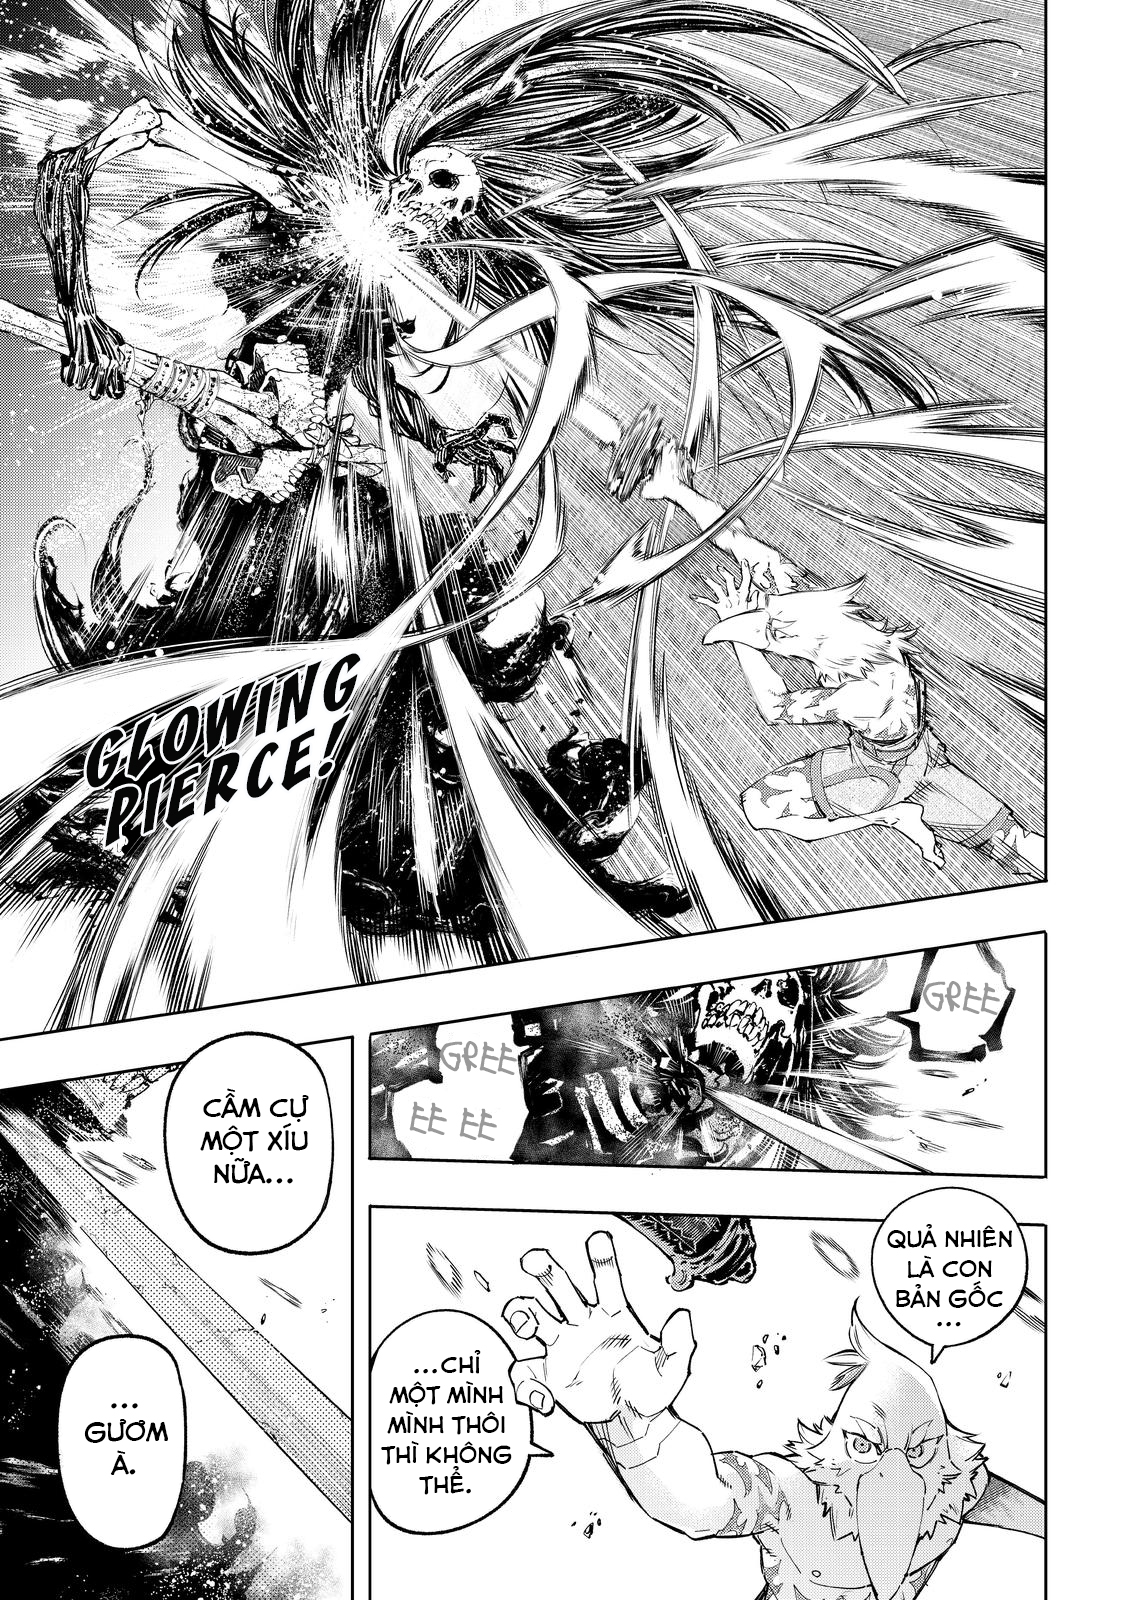 GLOWING
PIERCE!
GREE
GREE
EE EE
QUẢ NHIÊN
LÀ CON
BẢN GỐC
...
...CHỈ
MỘT MÌNH
MÌNH THÔI
THÌ KHÔNG
THỂ.
CẦM CỰ
MỘT XÍU
NỮA...
...
GƯƠM
À.